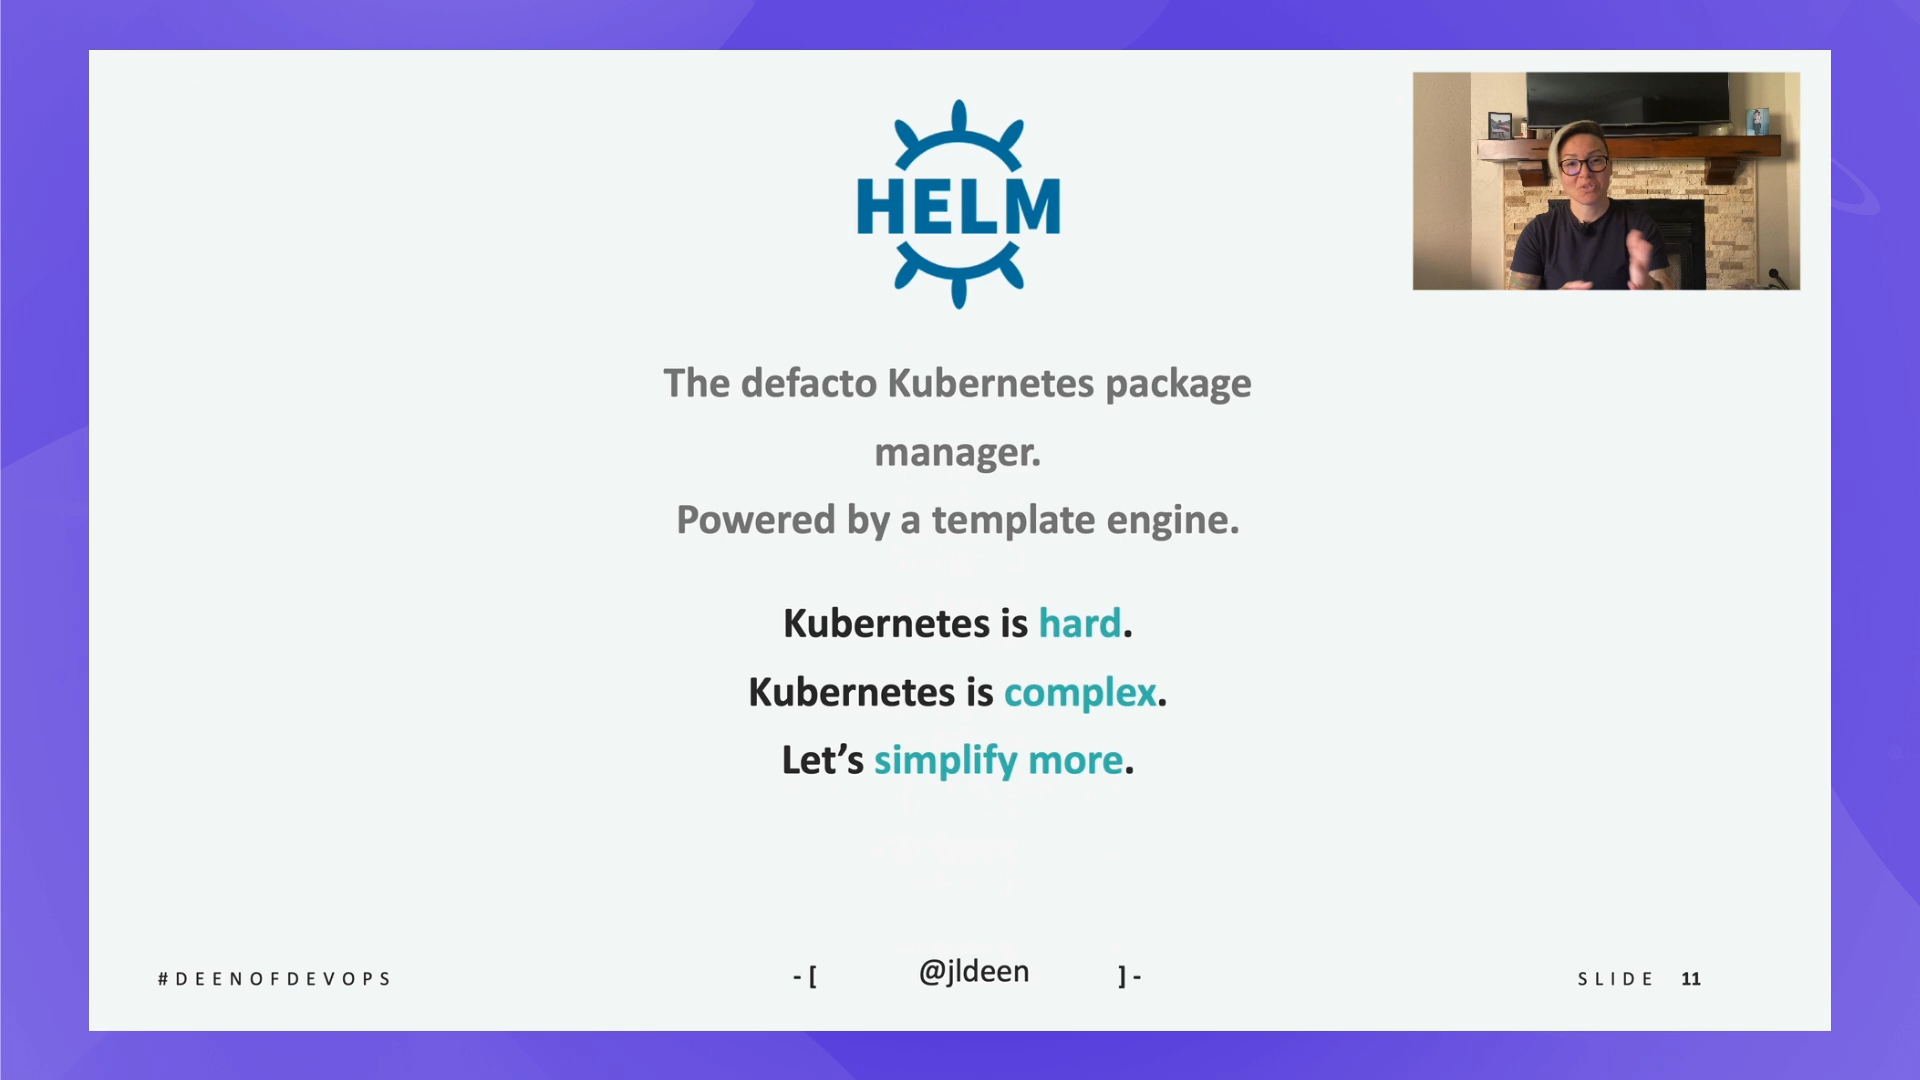 HELM
The defacto Kubernetes package
manager.
Powered by a template engine.
Kubernetes is hard.
Kubernetes is complex.
Let’s simplify more.
#DEENOFDEVOPS
-[ @jldeen ]-
SLIDE 11